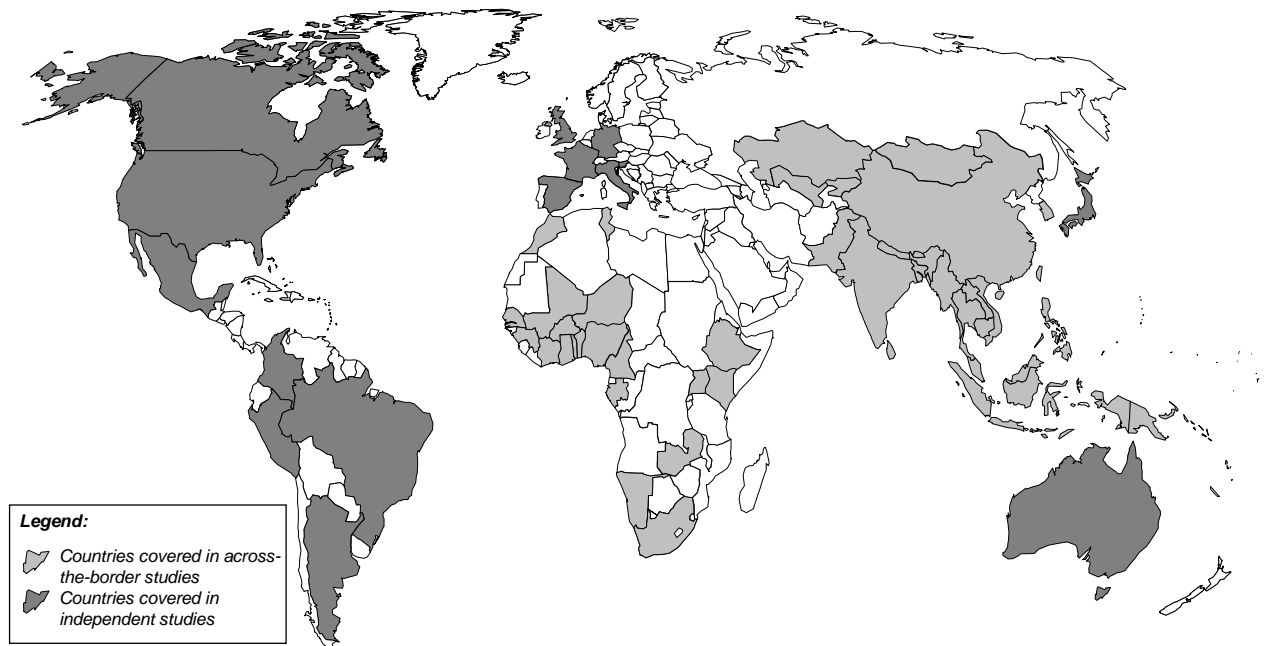 Legend:
Countries covered in across-
the-border studies
Countries covered in
independent studies